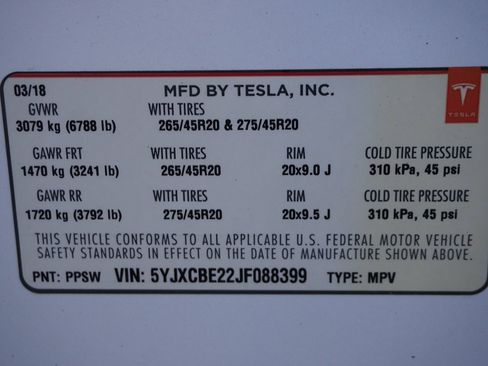 03/18 MFD BY TESLA, INC.
TESLA
GVWR WITH TIRES
3079 kg (6788 lb) 265/45R20 & 275/45R20
GAWR FRT WITH TIRES RIM COLD TIRE PRESSURE
1470 kg (3241 lb) 265/45R20 20x9.0 J 310 kPa, 45 psi
GAWR RR WITH TIRES RIM COLD TIRE PRESSURE
1720 kg (3792 lb) 275/45R20 20x9.5 J 310 kPa, 45 psi
THIS VEHICLE CONFORMS TO ALL APPLICABLE U.S. FEDERAL MOTOR VEHICLE
SAFETY STANDARDS IN EFFECT ON THE DATE OF MANUFACTURE SHOWN ABOVE.
PNT: PPSW VIN: 5YJXCBE22JF088399 TYPE: MPV